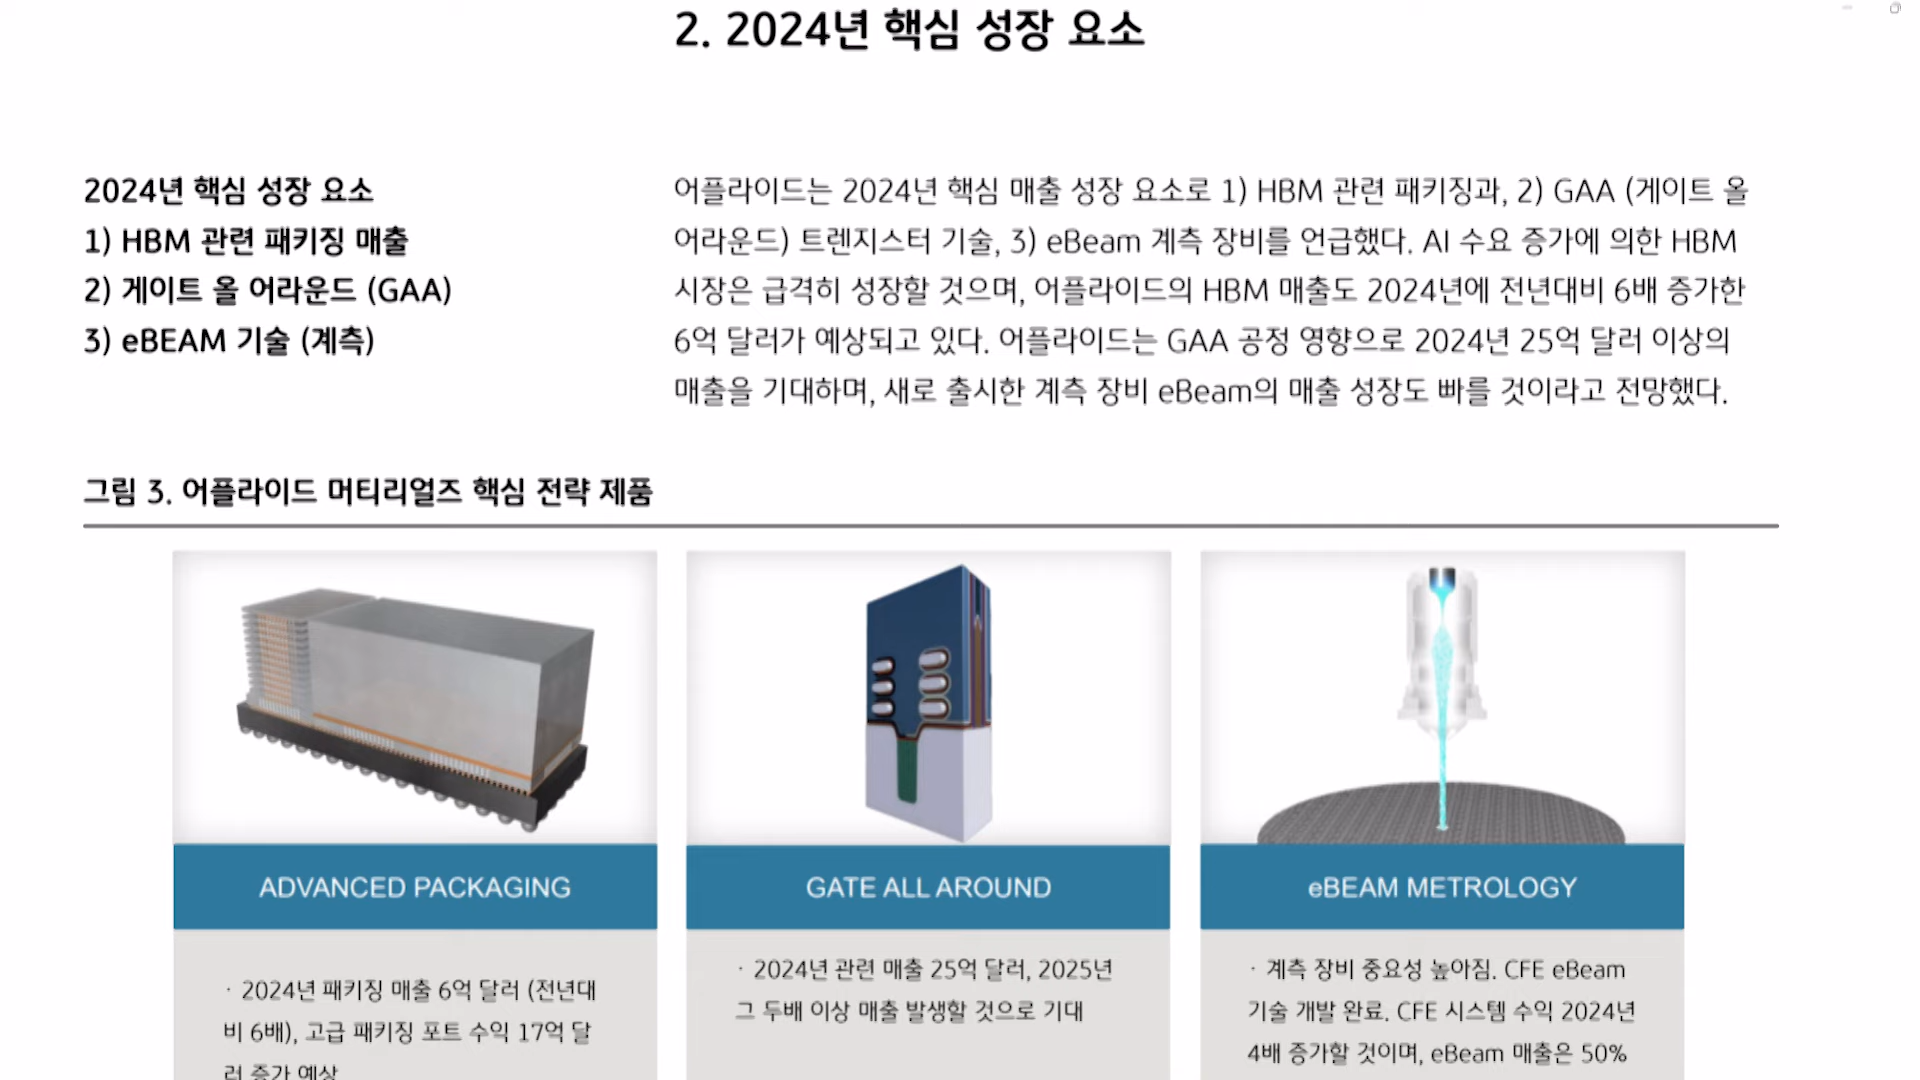 2. 2024년 핵심 성장 요소
2024년 핵심 성장 요소
1) HBM 관련 패키징 매출
2) 게이트 올 어라운드 (GAA)
3) eBEAM 기술 (계측)
어플라이드는 2024년 핵심 매출 성장 요소로 1) HBM 관련 패키징과, 2) GAA (게이트 올
어라운드) 트렌지스터 기술, 3) eBeam 계측 장비를 언급했다. AI 수요 증가에 의한 HBM
시장은 급격히 성장할 것으며, 어플라이드의 HBM 매출도 2024년에 전년대비 6배 증가한
6억 달러가 예상되고 있다. 어플라이드는 GAA 공정 영향으로 2024년 25억 달러 이상의
매출을 기대하며, 새로 출시한 계측 장비 eBeam의 매출 성장도 빠를 것이라고 전망했다.
그림 3. 어플라이드 머티리얼즈 핵심 전략 제품
ADVANCED PACKAGING
· 2024년 패키징 매출 6억 달러 (전년대
비 6배), 고급 패키징 포트 수익 17억 달
러 증가 예상
GATE ALL AROUND
· 2024년 관련 매출 25억 달러, 2025년
그 두배 이상 매출 발생할 것으로 기대
eBEAM METROLOGY
· 계측 장비 중요성 높아짐. CFE eBeam
기술 개발 완료. CFE 시스템 수익 2024년
4배 증가할 것이며, eBeam 매출은 50%